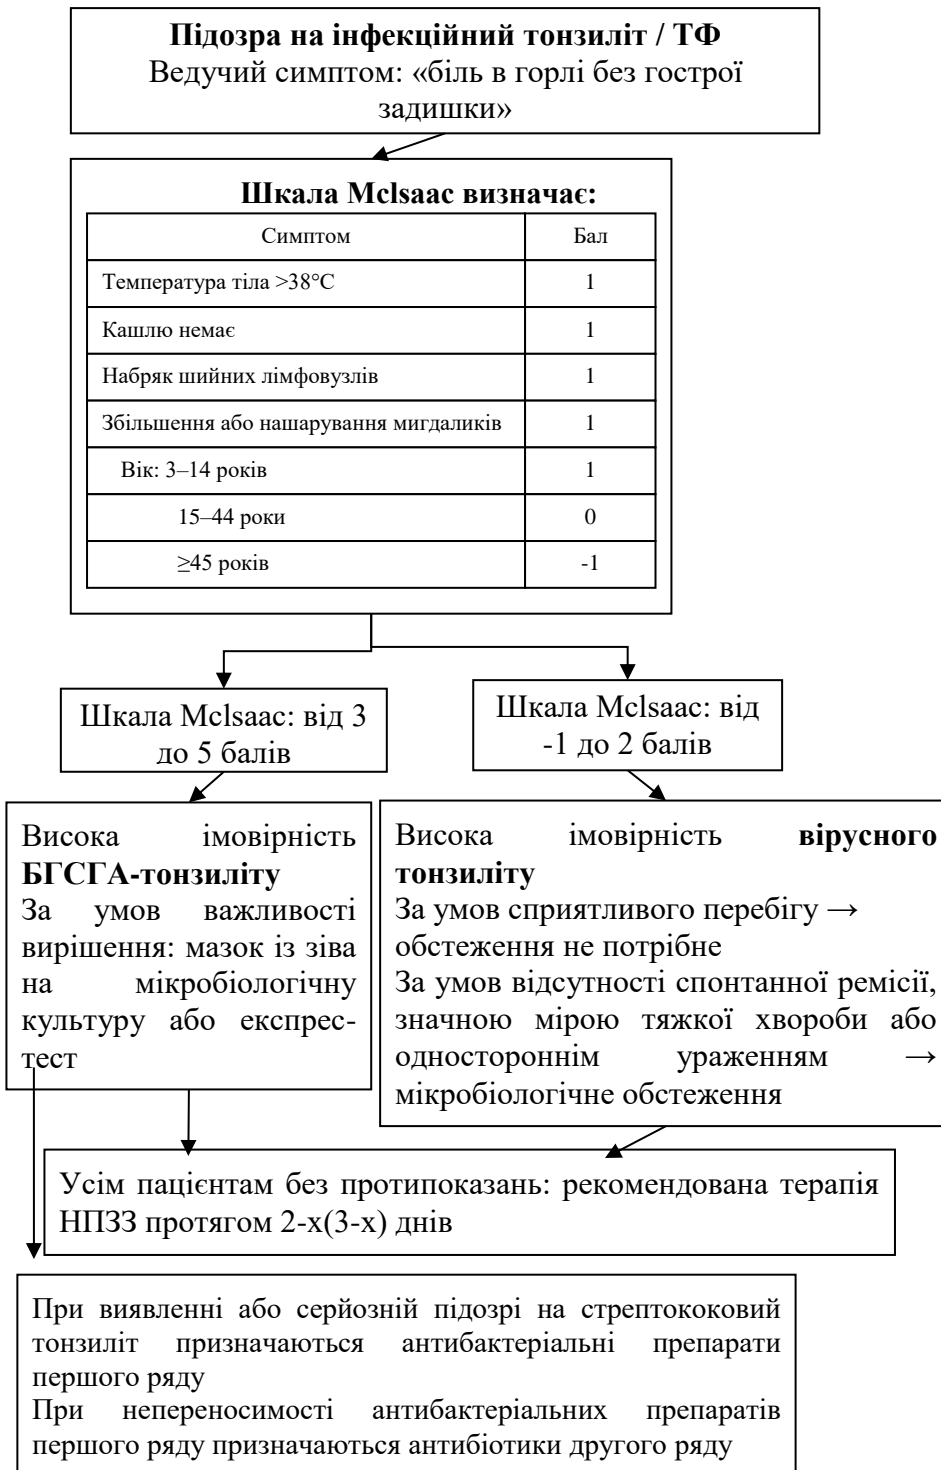 Підозра на інфекційний тонзиліт / ТФ
Ведучий симптом: «біль в горлі без гострої
задишки»
Шкала Mclsaac визначає:
Симптом Бал
Температура тіла >38°С 1
Кашлю немає 1
Набряк шийних лімфовузлів 1
Збільшення або нашарування мигдаликів 1
Вік: 3–14 років 1
15–44 роки 0
≥45 років -1
Шкала Mclsaac: від 3
до 5 балів
Шкала Mclsaac: від
-1 до 2 балів
Висока імовірність
БГСГА-тонзиліту
За умов важливості
вирішення: мазок із зіва
на мікробіологічну
культуру або експрес-
тест
Висока імовірність вірусного
тонзиліту
За умов сприятливого перебігу →
обстеження не потрібне
За умов відсутності спонтанної ремісії,
значною мірою тяжкої хвороби або
одностороннім ураженням →
мікробіологічне обстеження
Усім пацієнтам без протипоказань: рекомендована терапія
НПЗЗ протягом 2-х(3-х) днів
При виявленні або серйозній підозрі на стрептококовий
тонзиліт призначаються антибактеріальні препарати
першого ряду
При непереносимості антибактеріальних препаратів
першого ряду призначаються антибіотики другого ряду